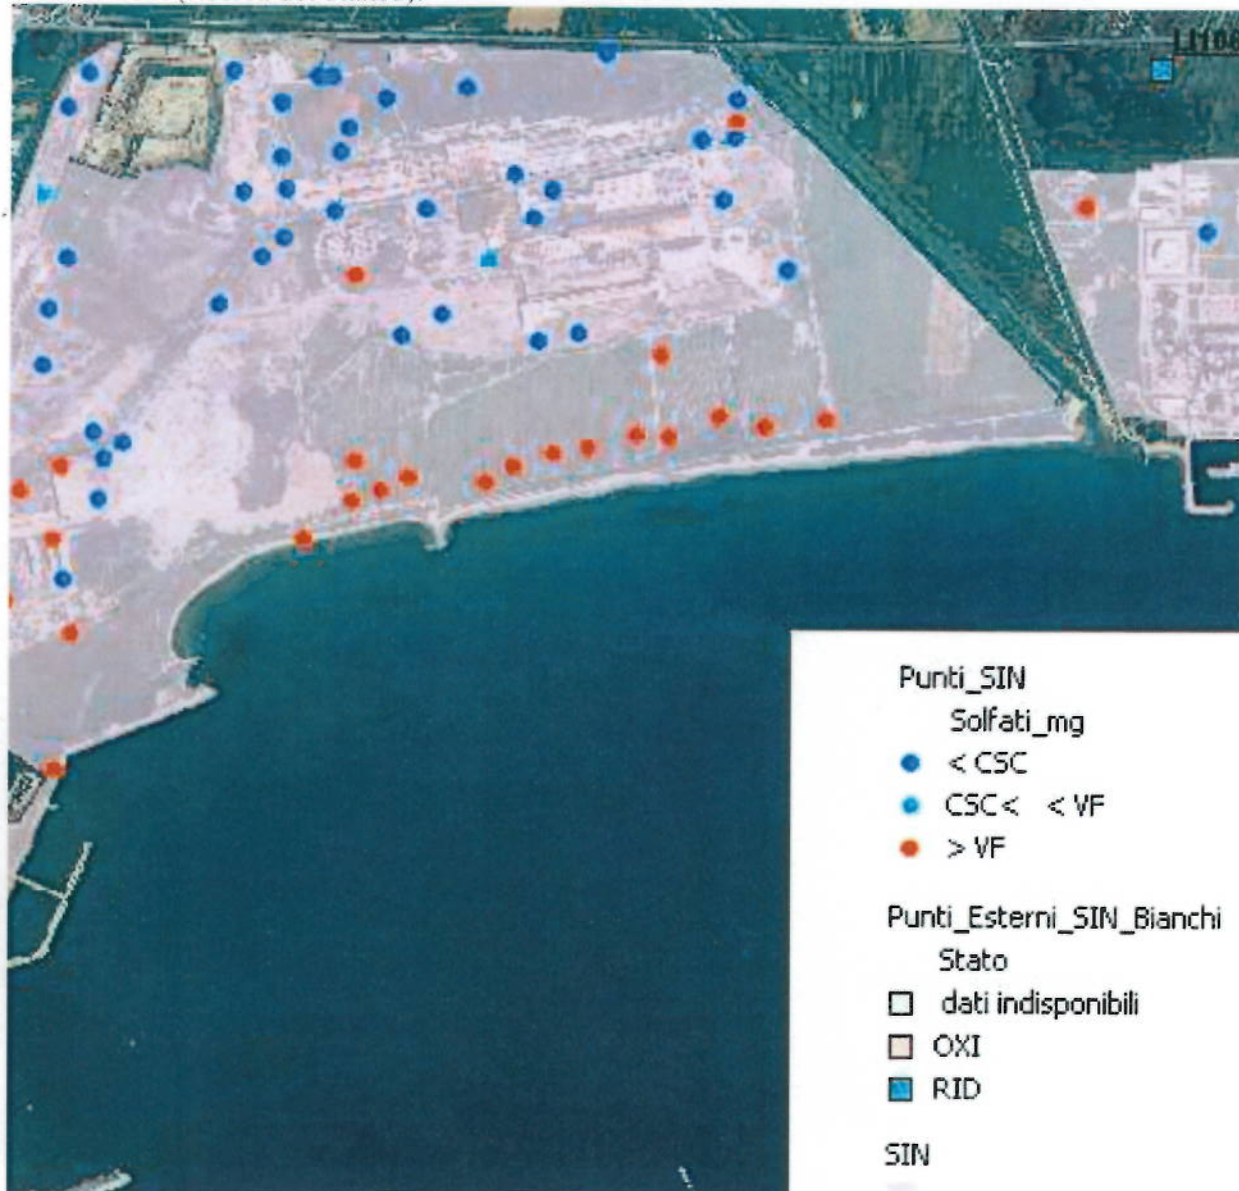 Punti_SIN
Solfati_mg
< CSC
CSC< < VF
> VF
Punti_Esterni_SIN_Bianchi
Stato
dati indisponibili
OXI
RID
SIN